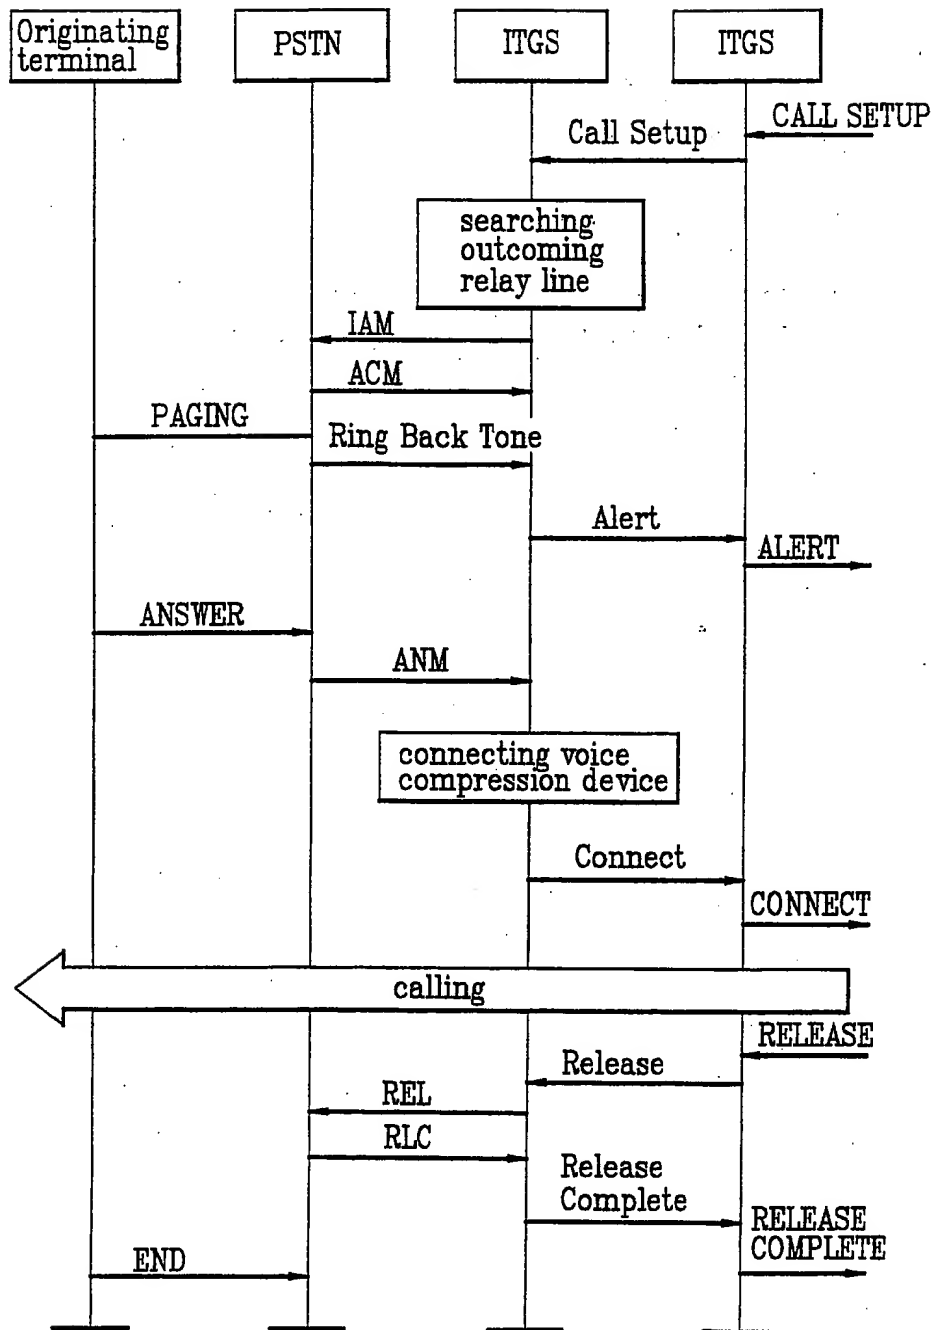 Originating
terminal
PSTN
ITGS
ITGS
CALL SETUP
Call Setup
searching
outcoming
relay line
IAM
ACM
PAGING
Ring Back Tone
Alert
ALERT
ANSWER
ANM
connecting voice
compression device
Connect
CONNECT
calling
RELEASE
Release
REL
RLC
Release
Complete
RELEASE
COMPLETE
END